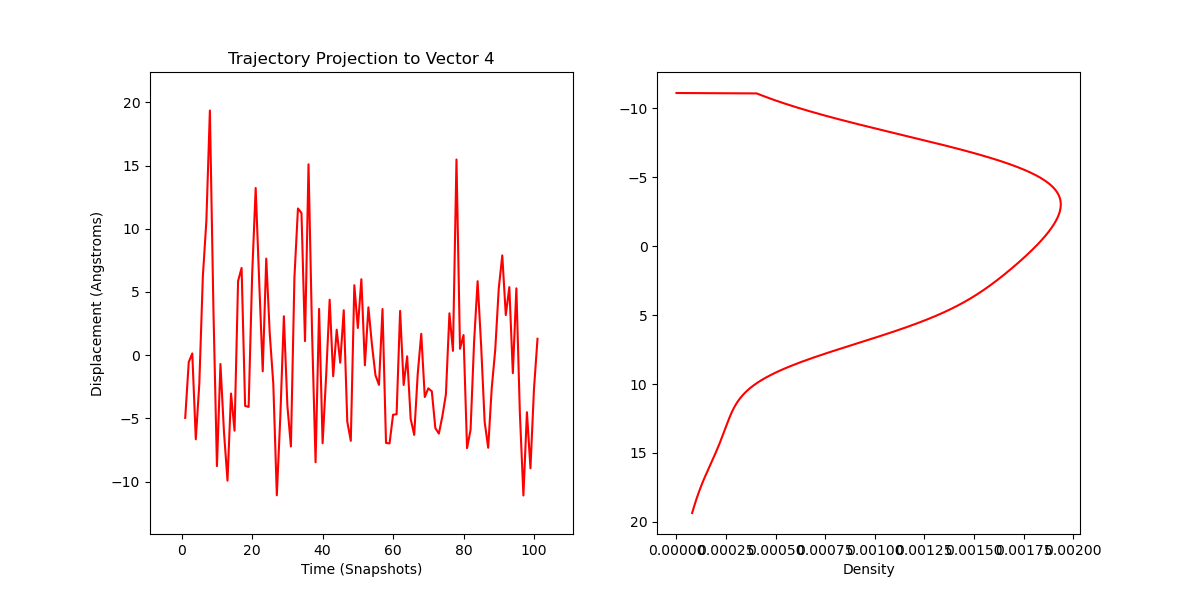 Trajectory Projection to Vector 4
Displacement (Angstroms)
20
15
10
5
0
−5
−10
0 20 40 60 80 100
Time (Snapshots)
−10
−5
0
5
10
15
20
0.00000 0.00025 0.00050 0.00075 0.00100 0.00125 0.00150 0.00175 0.00200
Density